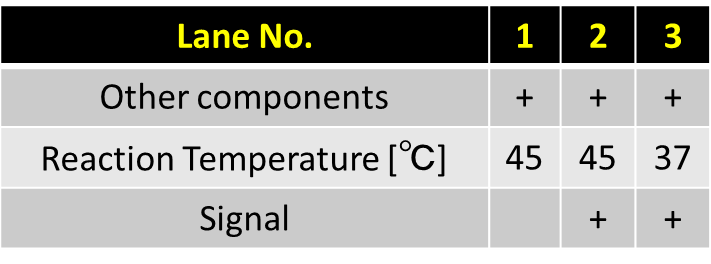 Lane No. 1 2 3
Other components + + +
Reaction Temperature [℃] 45 45 37
Signal + +